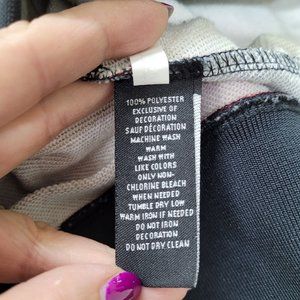 100% POLYESTER
EXCLUSIVE OF
DECORATION
SAUF DÉCORATION
MACHINE WASH
WARM
WASH WITH
LIKE COLORS
ONLY NON-
CHLORINE BLEACH
WHEN NEEDED
TUMBLE DRY LOW
WARM IRON IF NEEDED
DO NOT IRON
DECORATION
DO NOT DRY CLEAN